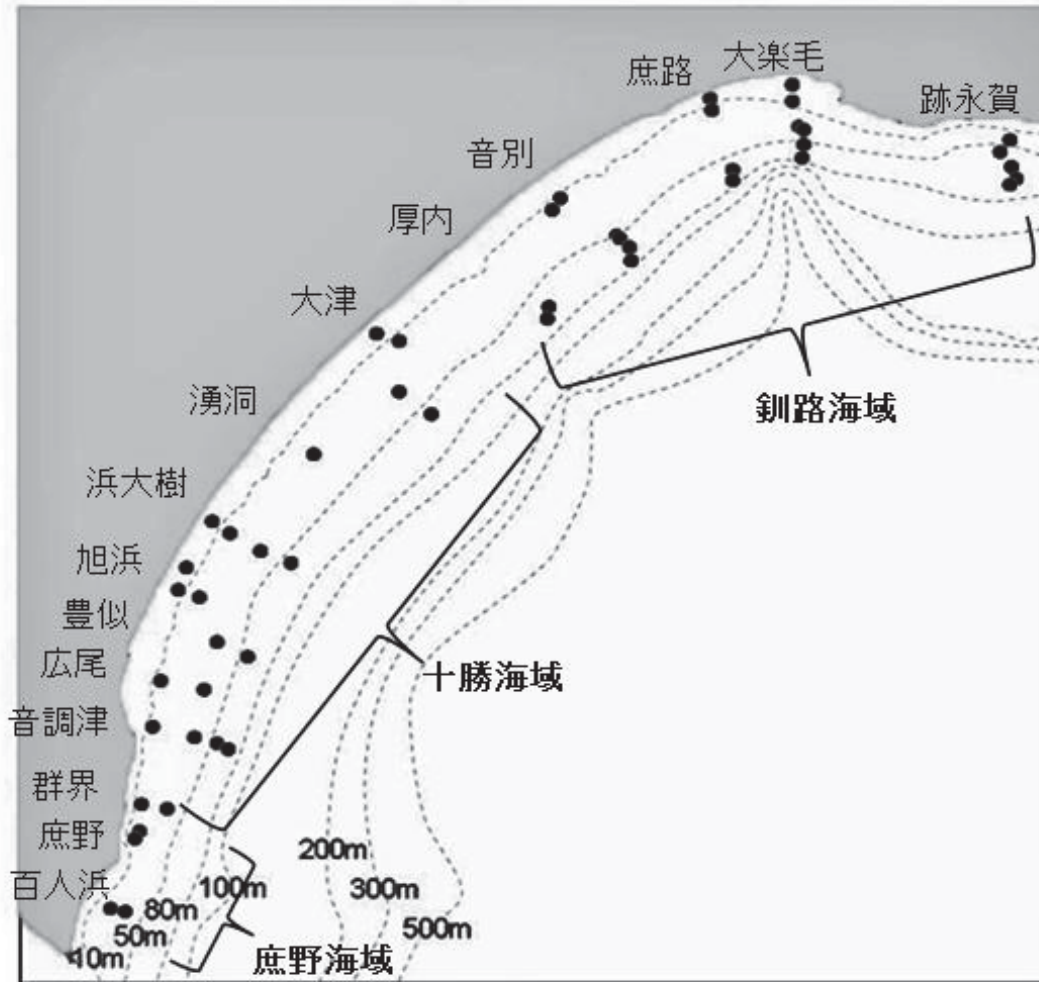 大楽毛
庶路
跡永賀
音別
厚内
大津
釧路海域
湧洞
浜大樹
旭浜
豊似
広尾
十勝海域
音調津
群界
庶野
200m
百人浜
100m
300m
80m
500m
50m
庶野海域
10m